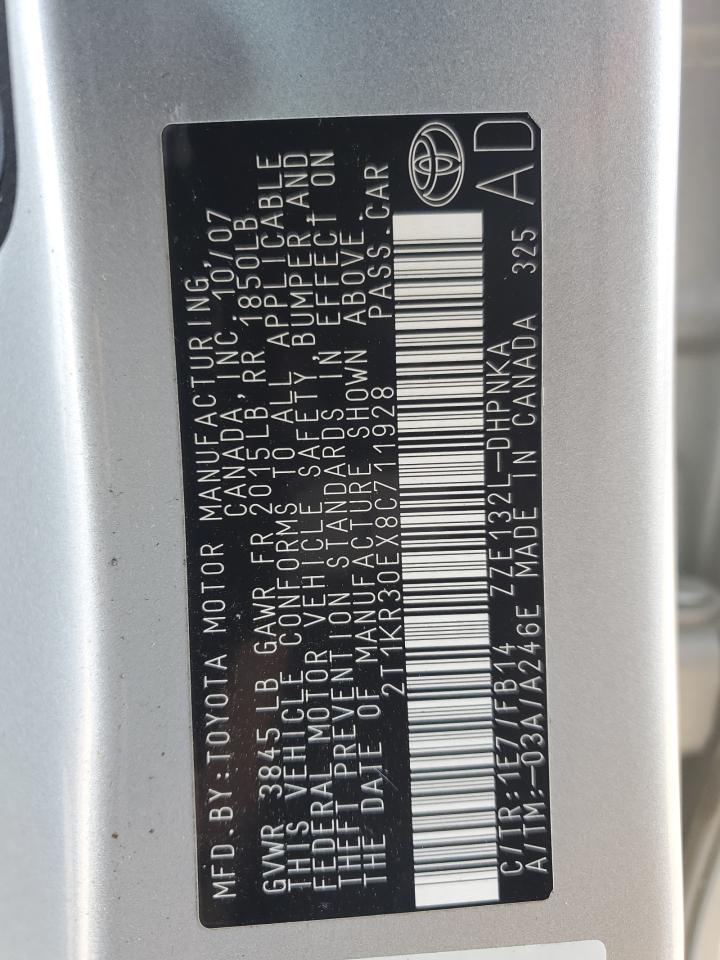 MFD.BY:TOYOTA MOTOR MANUFACTURING,
CANADA,INC. 10/07
GVWR 3845 LB GAWR FR 2015LB,RR 1850LB
THIS VEHICLE CONFORMS TO ALL APPLICABLE
FEDERAL MOTOR VEHICLE SAFETY, BUMPER AND
THEFT PREVENTION STANDARDS IN EFFECT ON
THE DATE OF MANUFACTURE SHOWN ABOVE.
2T1KR30EX8C711928 PASS.CAR
C/TR:1E7/FB14 ZZE132L-DHPNKA
A/TM:-03A/A246E MADE IN CANADA 325
AD